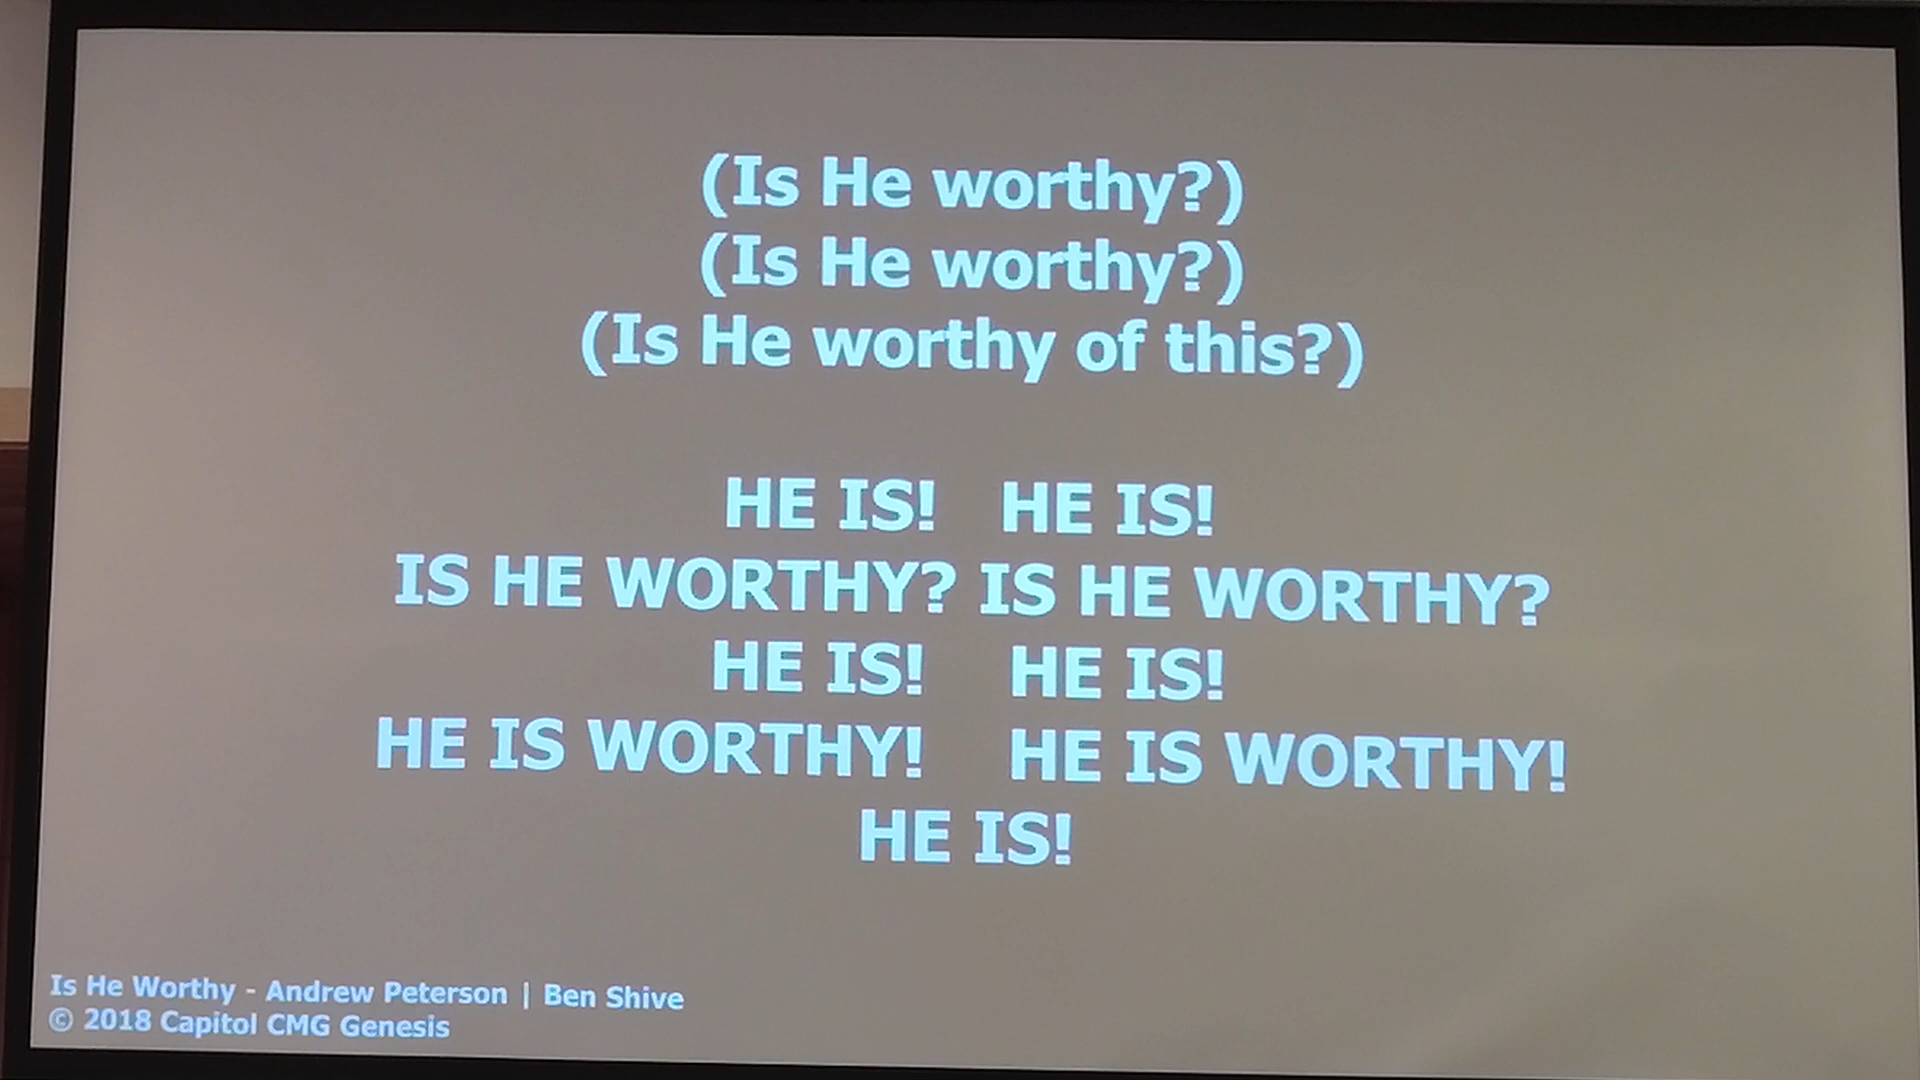 (Is He worthy?)
(Is He worthy?)
(Is He worthy of this?)
HE IS! HE IS!
IS HE WORTHY? IS HE WORTHY?
HE IS! HE IS!
HE IS WORTHY! HE IS WORTHY!
HE IS!
Is He Worthy - Andrew Peterson | Ben Shive
© 2018 Capitol CMG Genesis